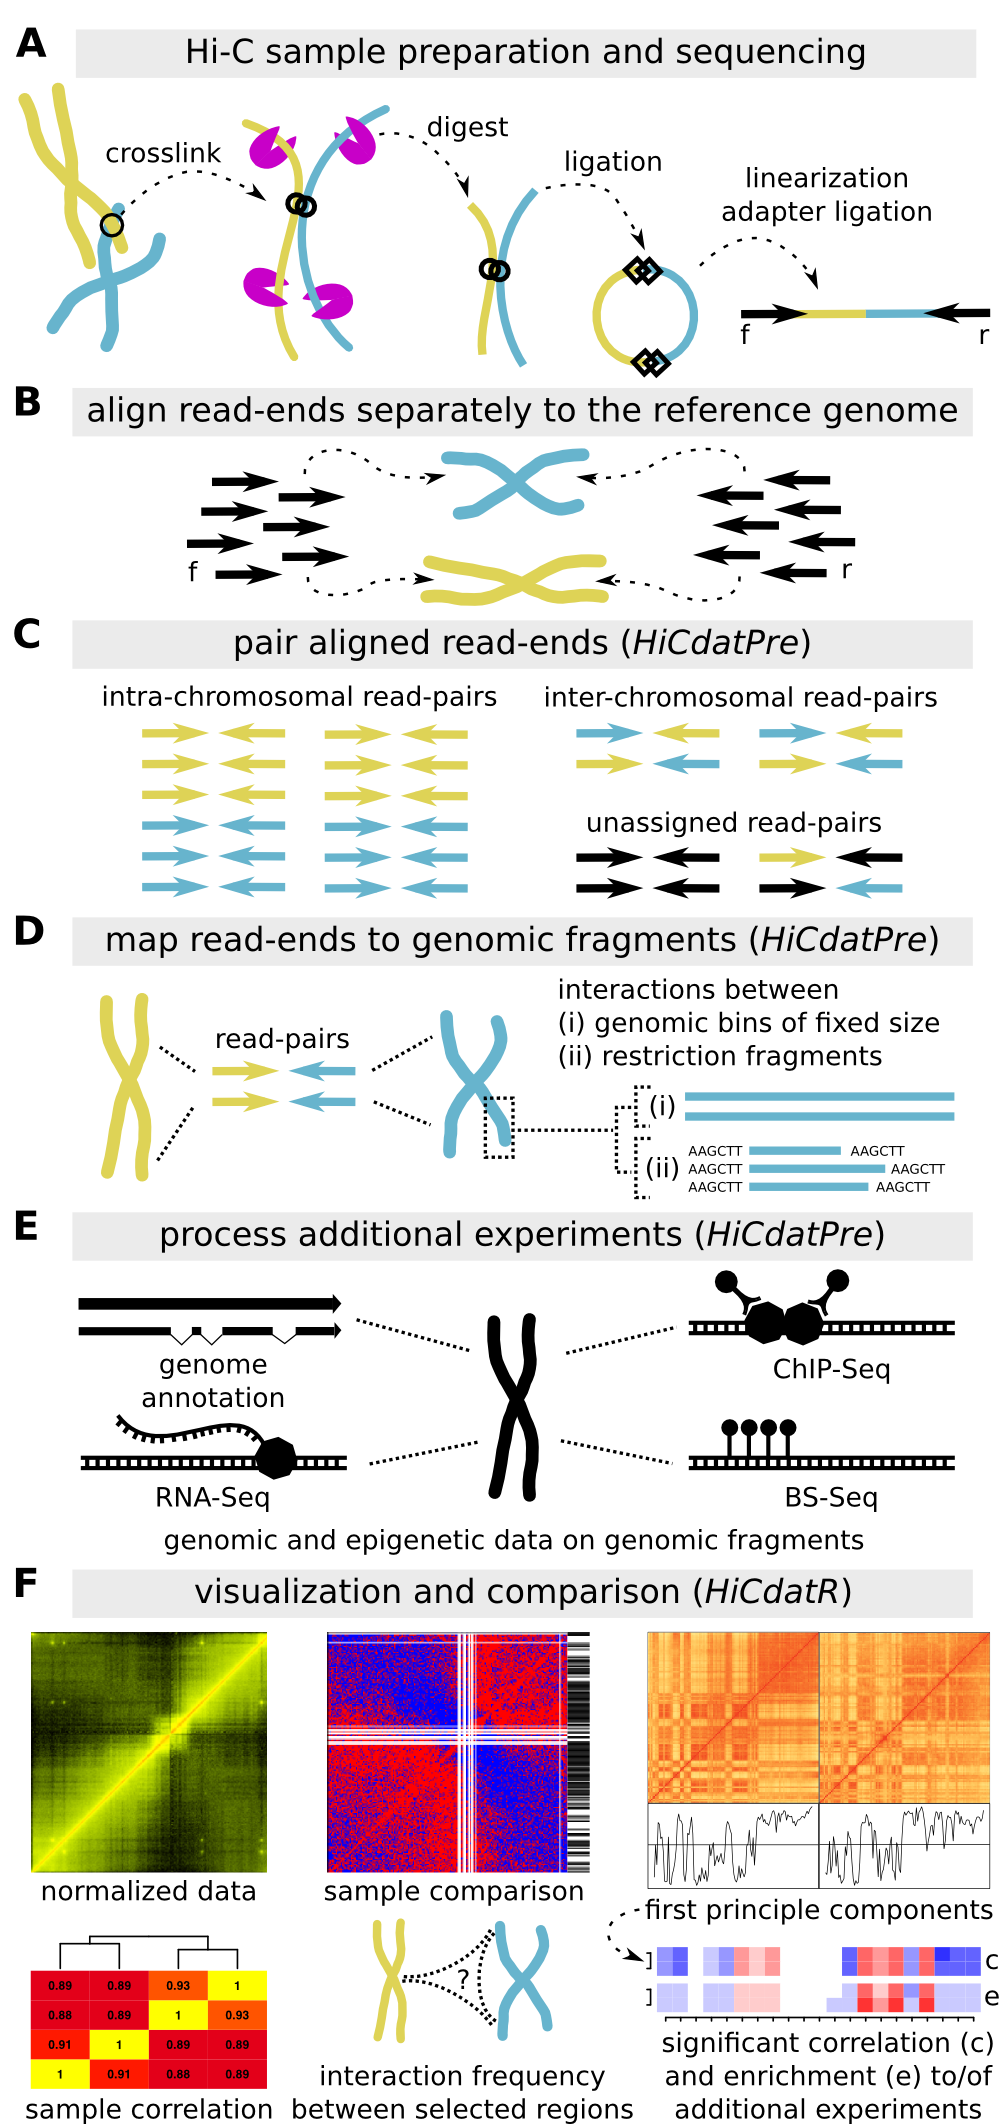 A
Hi-C sample preparation and sequencing
crosslink
digest
ligation
linearization
adapter ligation
f
r
B
align read-ends separately to the reference genome
f
r
C
pair aligned read-ends (HiCdatPre)
intra-chromosomal read-pairs
inter-chromosomal read-pairs
unassigned read-pairs
D
map read-ends to genomic fragments (HiCdatPre)
read-pairs
interactions between
(i) genomic bins of fixed size
(ii) restriction fragments
(i)
(ii)
AAGCTT AAGCTT
AAGCTT AAGCTT
AAGCTT AAGCTT
E
process additional experiments (HiCdatPre)
genome
annotation
ChIP-Seq
RNA-Seq
BS-Seq
genomic and epigenetic data on genomic fragments
F
visualization and comparison (HiCdatR)
normalized data
sample comparison
first principle components
0.89 0.89 0.93 1
0.88 0.89 1 0.93
0.91 1 0.89 0.89
1 0.91 0.88 0.89
sample correlation
?
interaction frequency
between selected regions
] c
] e
significant correlation (c)
and enrichment (e) to/of
additional experiments